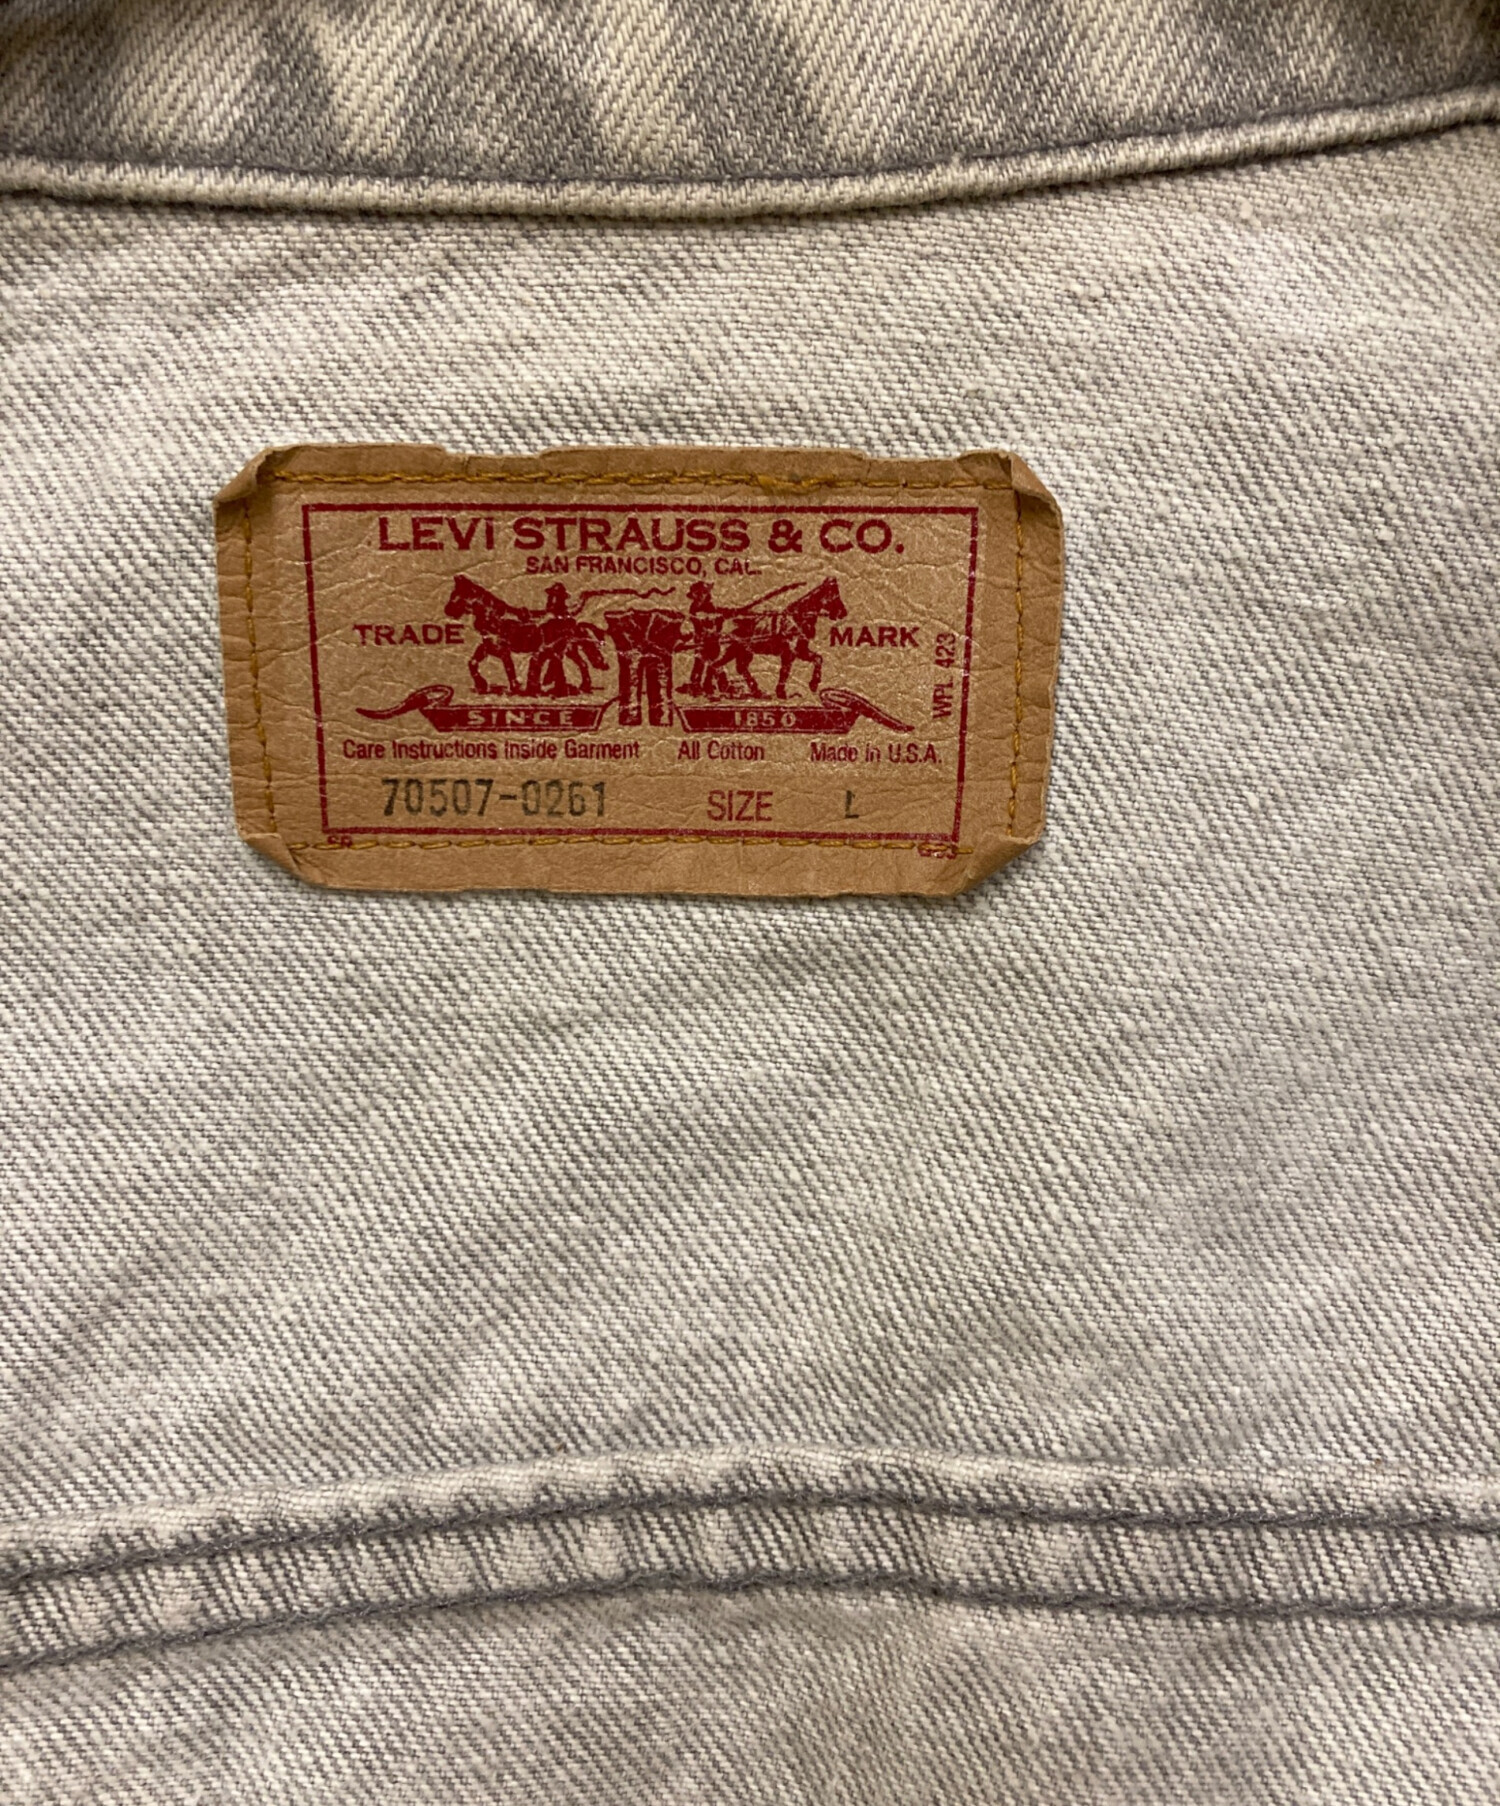 LEVI STRAUSS & CO.
SAN FRANCISCO, CAL.
TRADE MARK
WPL 423
SINCE 1850
Care Instructions Inside Garment All Cotton Made in U.S.A.
70507-0261 SIZE L